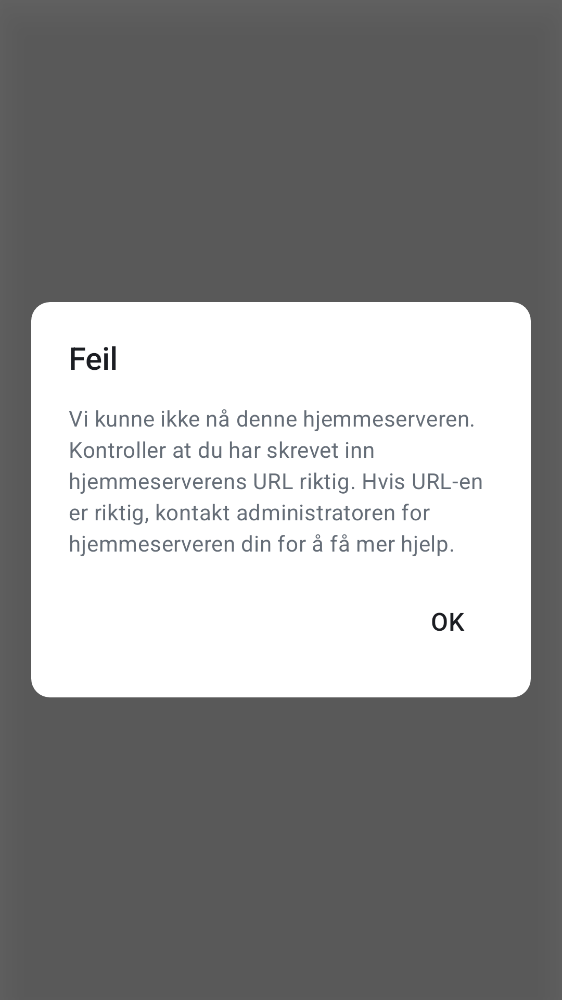 Feil
Vi kunne ikke nå denne hjemmeserveren.
Kontroller at du har skrevet inn
hjemmeserverens URL riktig. Hvis URL-en
er riktig, kontakt administratoren for
hjemmeserveren din for å få mer hjelp.
OK